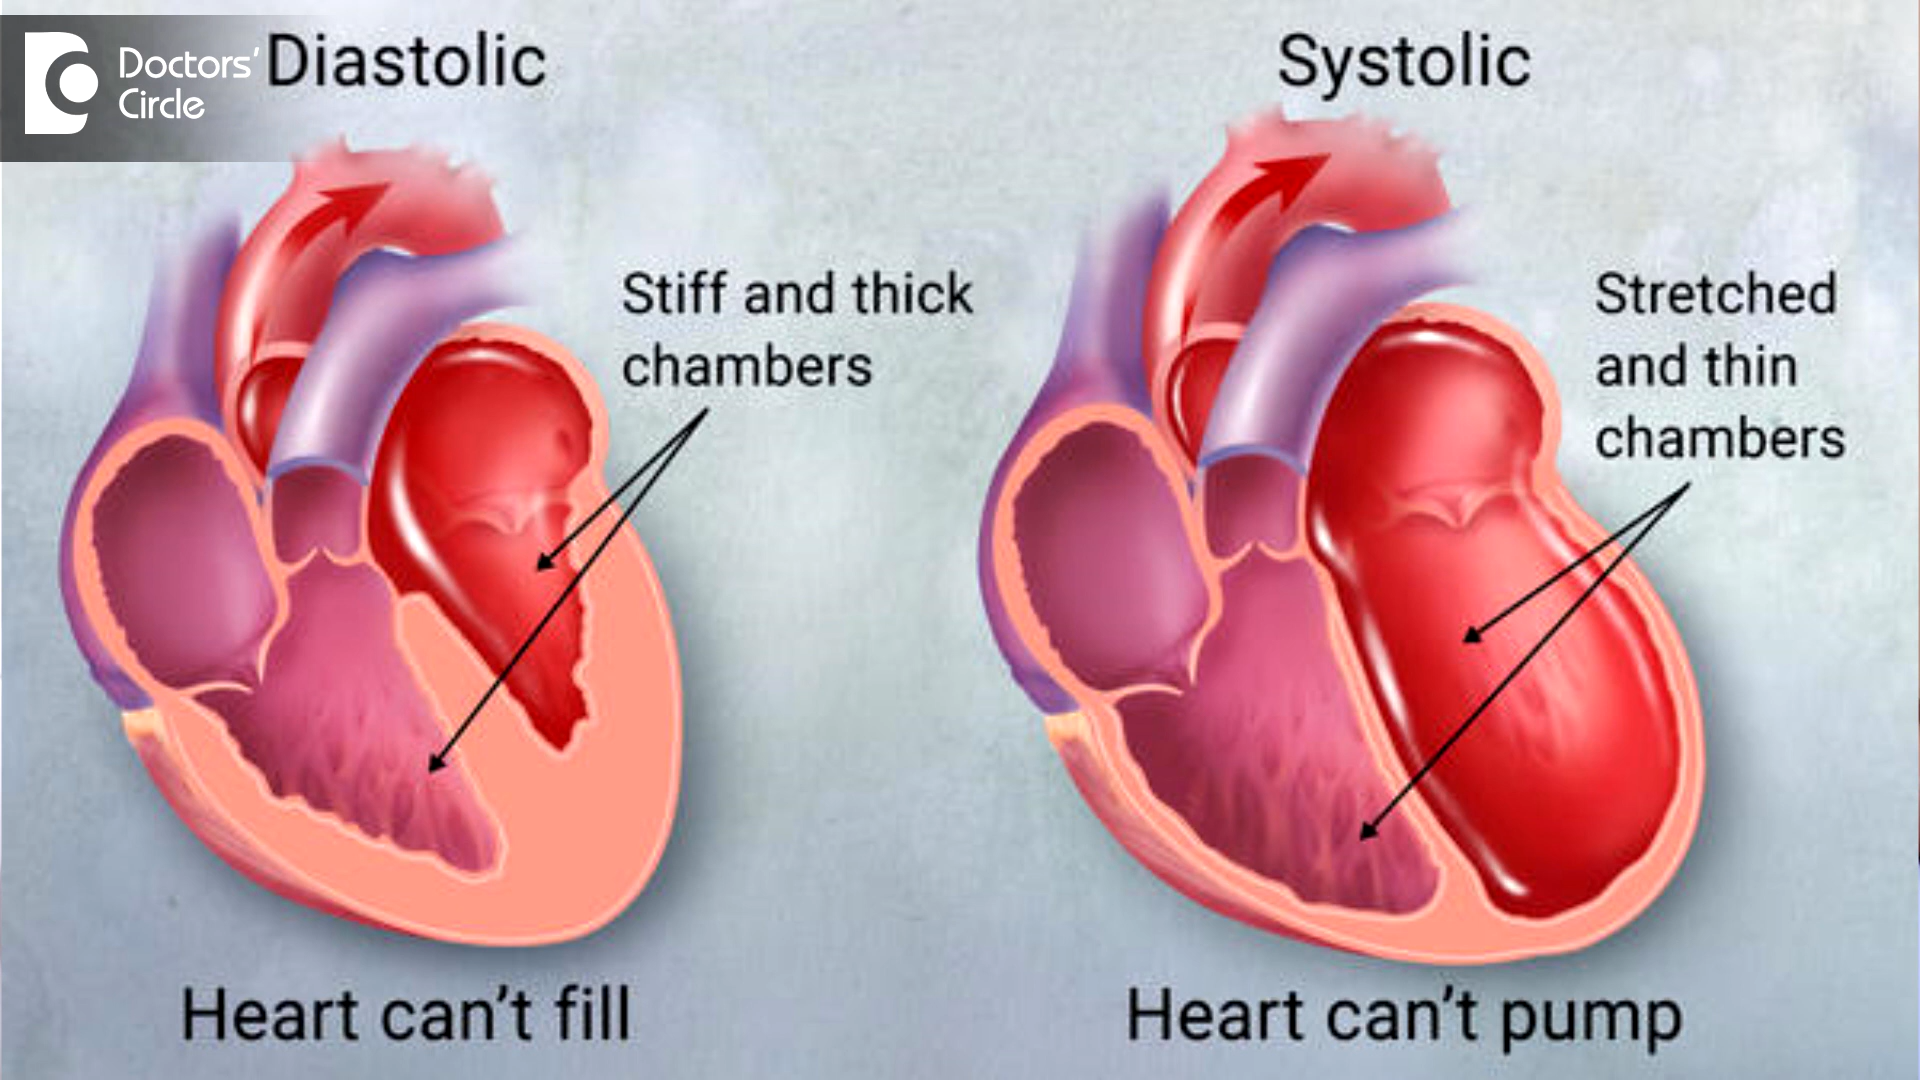 Doctors'
Circle
Diastolic
Systolic
Stiff and thick
chambers
Stretched
and thin
chambers
Heart can't fill
Heart can't pump